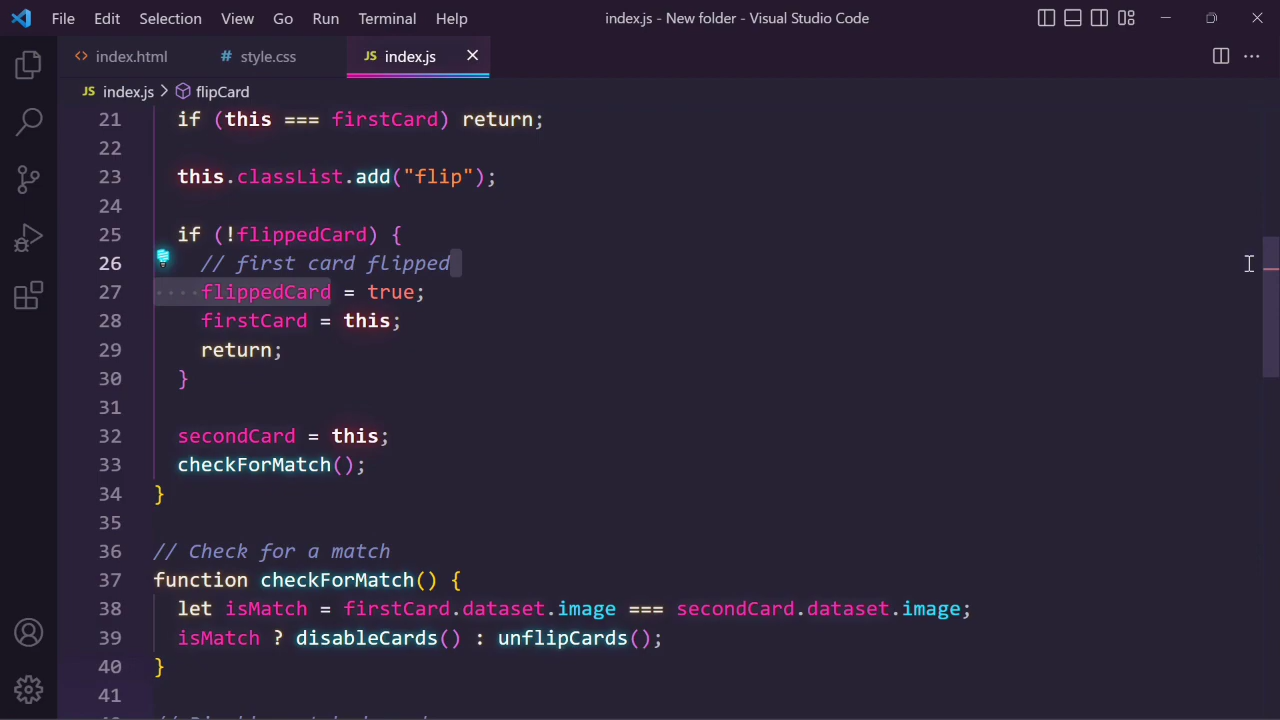 File Edit Selection View Go Run Terminal Help index.js - New folder - Visual Studio Code
<> index.html # style.css JS index.js
JS index.js > flipCard
21 if (this === firstCard) return;
22
23 this.classList.add("flip");
24
25 if (!flippedCard) {
26 // first card flipped
27 ····flippedCard = true;
28 firstCard = this;
29 return;
30 }
31
32 secondCard = this;
33 checkForMatch();
34 }
35
36 // Check for a match
37 function checkForMatch() {
38 let isMatch = firstCard.dataset.image === secondCard.dataset.image;
39 isMatch ? disableCards() : unflipCards();
40 }
41